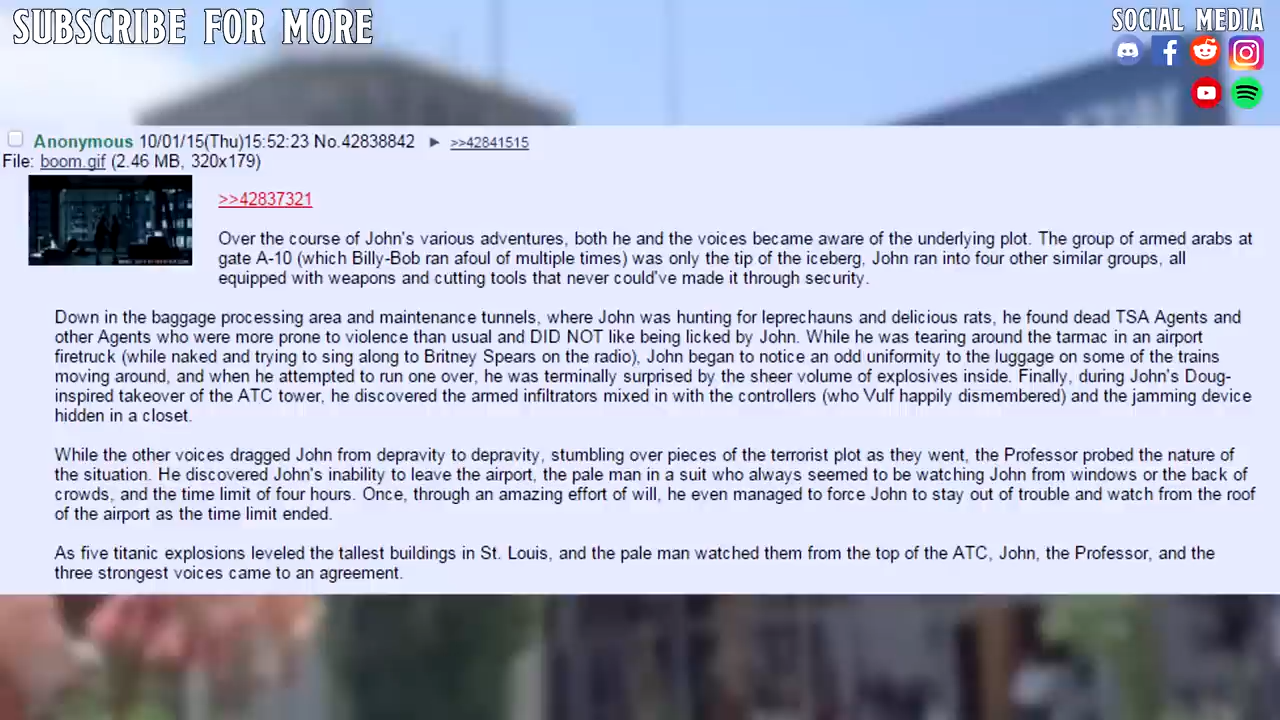 SUBSCRIBE FOR MORE
SOCIAL MEDIA
Anonymous 10/01/15(Thu)15:52:23 No.42838842 ▶ >>42841515
File: boom.gif (2.46 MB, 320x179)
>>42837321
Over the course of John's various adventures, both he and the voices became aware of the underlying plot. The group of armed arabs at
gate A-10 (which Billy-Bob ran afoul of multiple times) was only the tip of the iceberg, John ran into four other similar groups, all
equipped with weapons and cutting tools that never could've made it through security.
Down in the baggage processing area and maintenance tunnels, where John was hunting for leprechauns and delicious rats, he found dead TSA Agents and
other Agents who were more prone to violence than usual and DID NOT like being licked by John. While he was tearing around the tarmac in an airport
firetruck (while naked and trying to sing along to Britney Spears on the radio), John began to notice an odd uniformity to the luggage on some of the trains
moving around, and when he attempted to run one over, he was terminally surprised by the sheer volume of explosives inside. Finally, during John's Doug-
inspired takeover of the ATC tower, he discovered the armed infiltrators mixed in with the controllers (who Vulf happily dismembered) and the jamming device
hidden in a closet.
While the other voices dragged John from depravity to depravity, stumbling over pieces of the terrorist plot as they went, the Professor probed the nature of
the situation. He discovered John's inability to leave the airport, the pale man in a suit who always seemed to be watching John from windows or the back of
crowds, and the time limit of four hours. Once, through an amazing effort of will, he even managed to force John to stay out of trouble and watch from the roof
of the airport as the time limit ended.
As five titanic explosions leveled the tallest buildings in St. Louis, and the pale man watched them from the top of the ATC, John, the Professor, and the
three strongest voices came to an agreement.